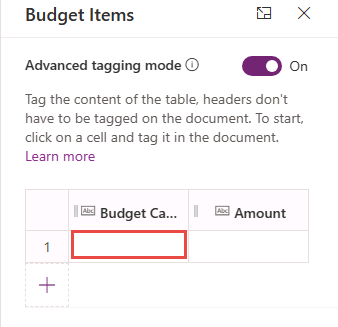 Budget Items
Advanced tagging mode On
Tag the content of the table, headers don't
have to be tagged on the document. To start,
click on a cell and tag it in the document.
Learn more
Abc Budget Ca... Abc Amount
1